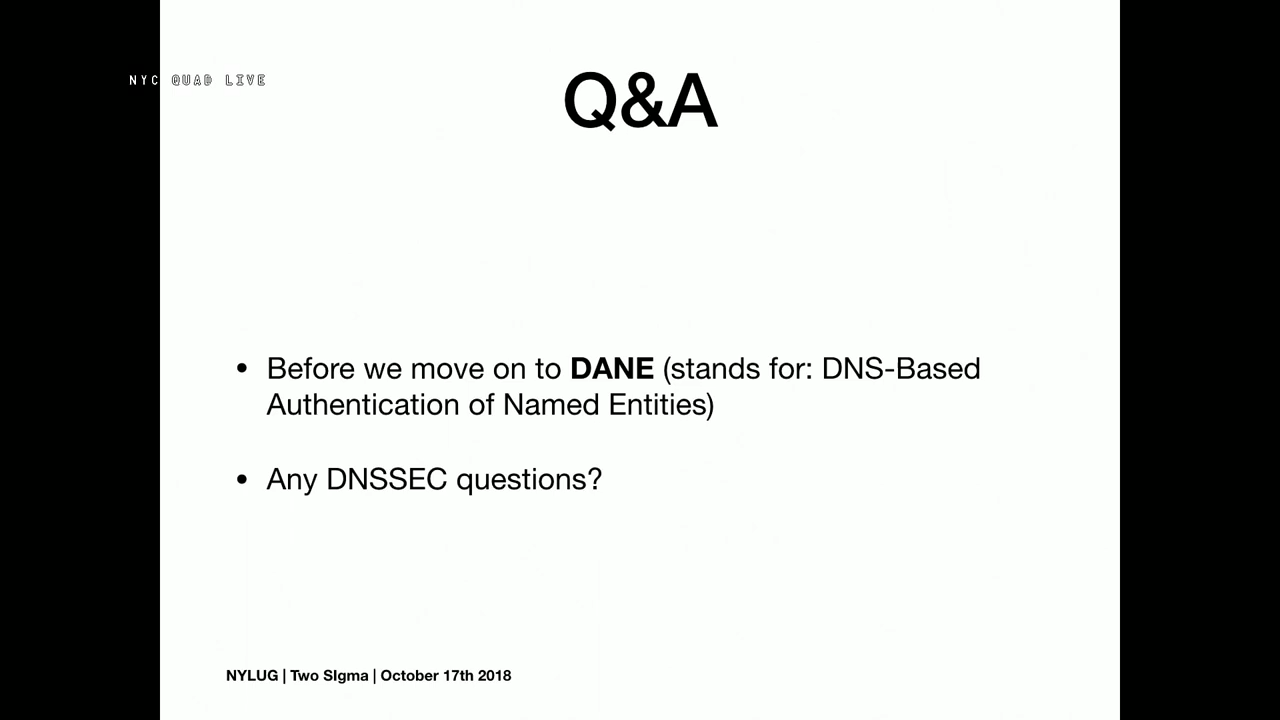 NYC QUAD LIVE
Q&A
• Before we move on to DANE (stands for: DNS-Based
Authentication of Named Entities)
• Any DNSSEC questions?
NYLUG | Two SIgma | October 17th 2018